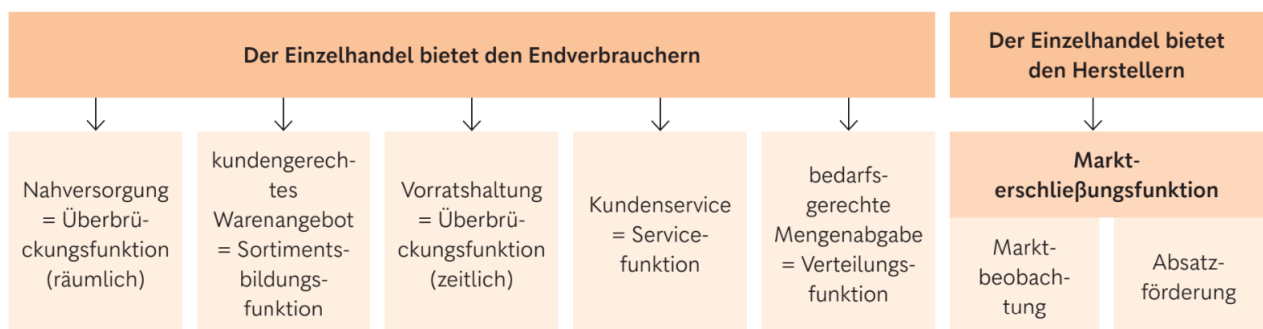 Der Einzelhandel bietet den Endverbrauchern
Der Einzelhandel bietet
den Herstellern
Nahversorgung
= Überbrü-
ckungsfunktion
(räumlich)
kundengerech-
tes
Warenangebot
= Sortiments-
bildungs-
funktion
Vorratshaltung
= Überbrü-
ckungsfunktion
(zeitlich)
Kundenservice
= Service-
funktion
bedarfs-
gerechte
Mengenabgabe
= Verteilungs-
funktion
Markt-
erschließungsfunktion
Markt-
beobach-
tung
Absatz-
förderung